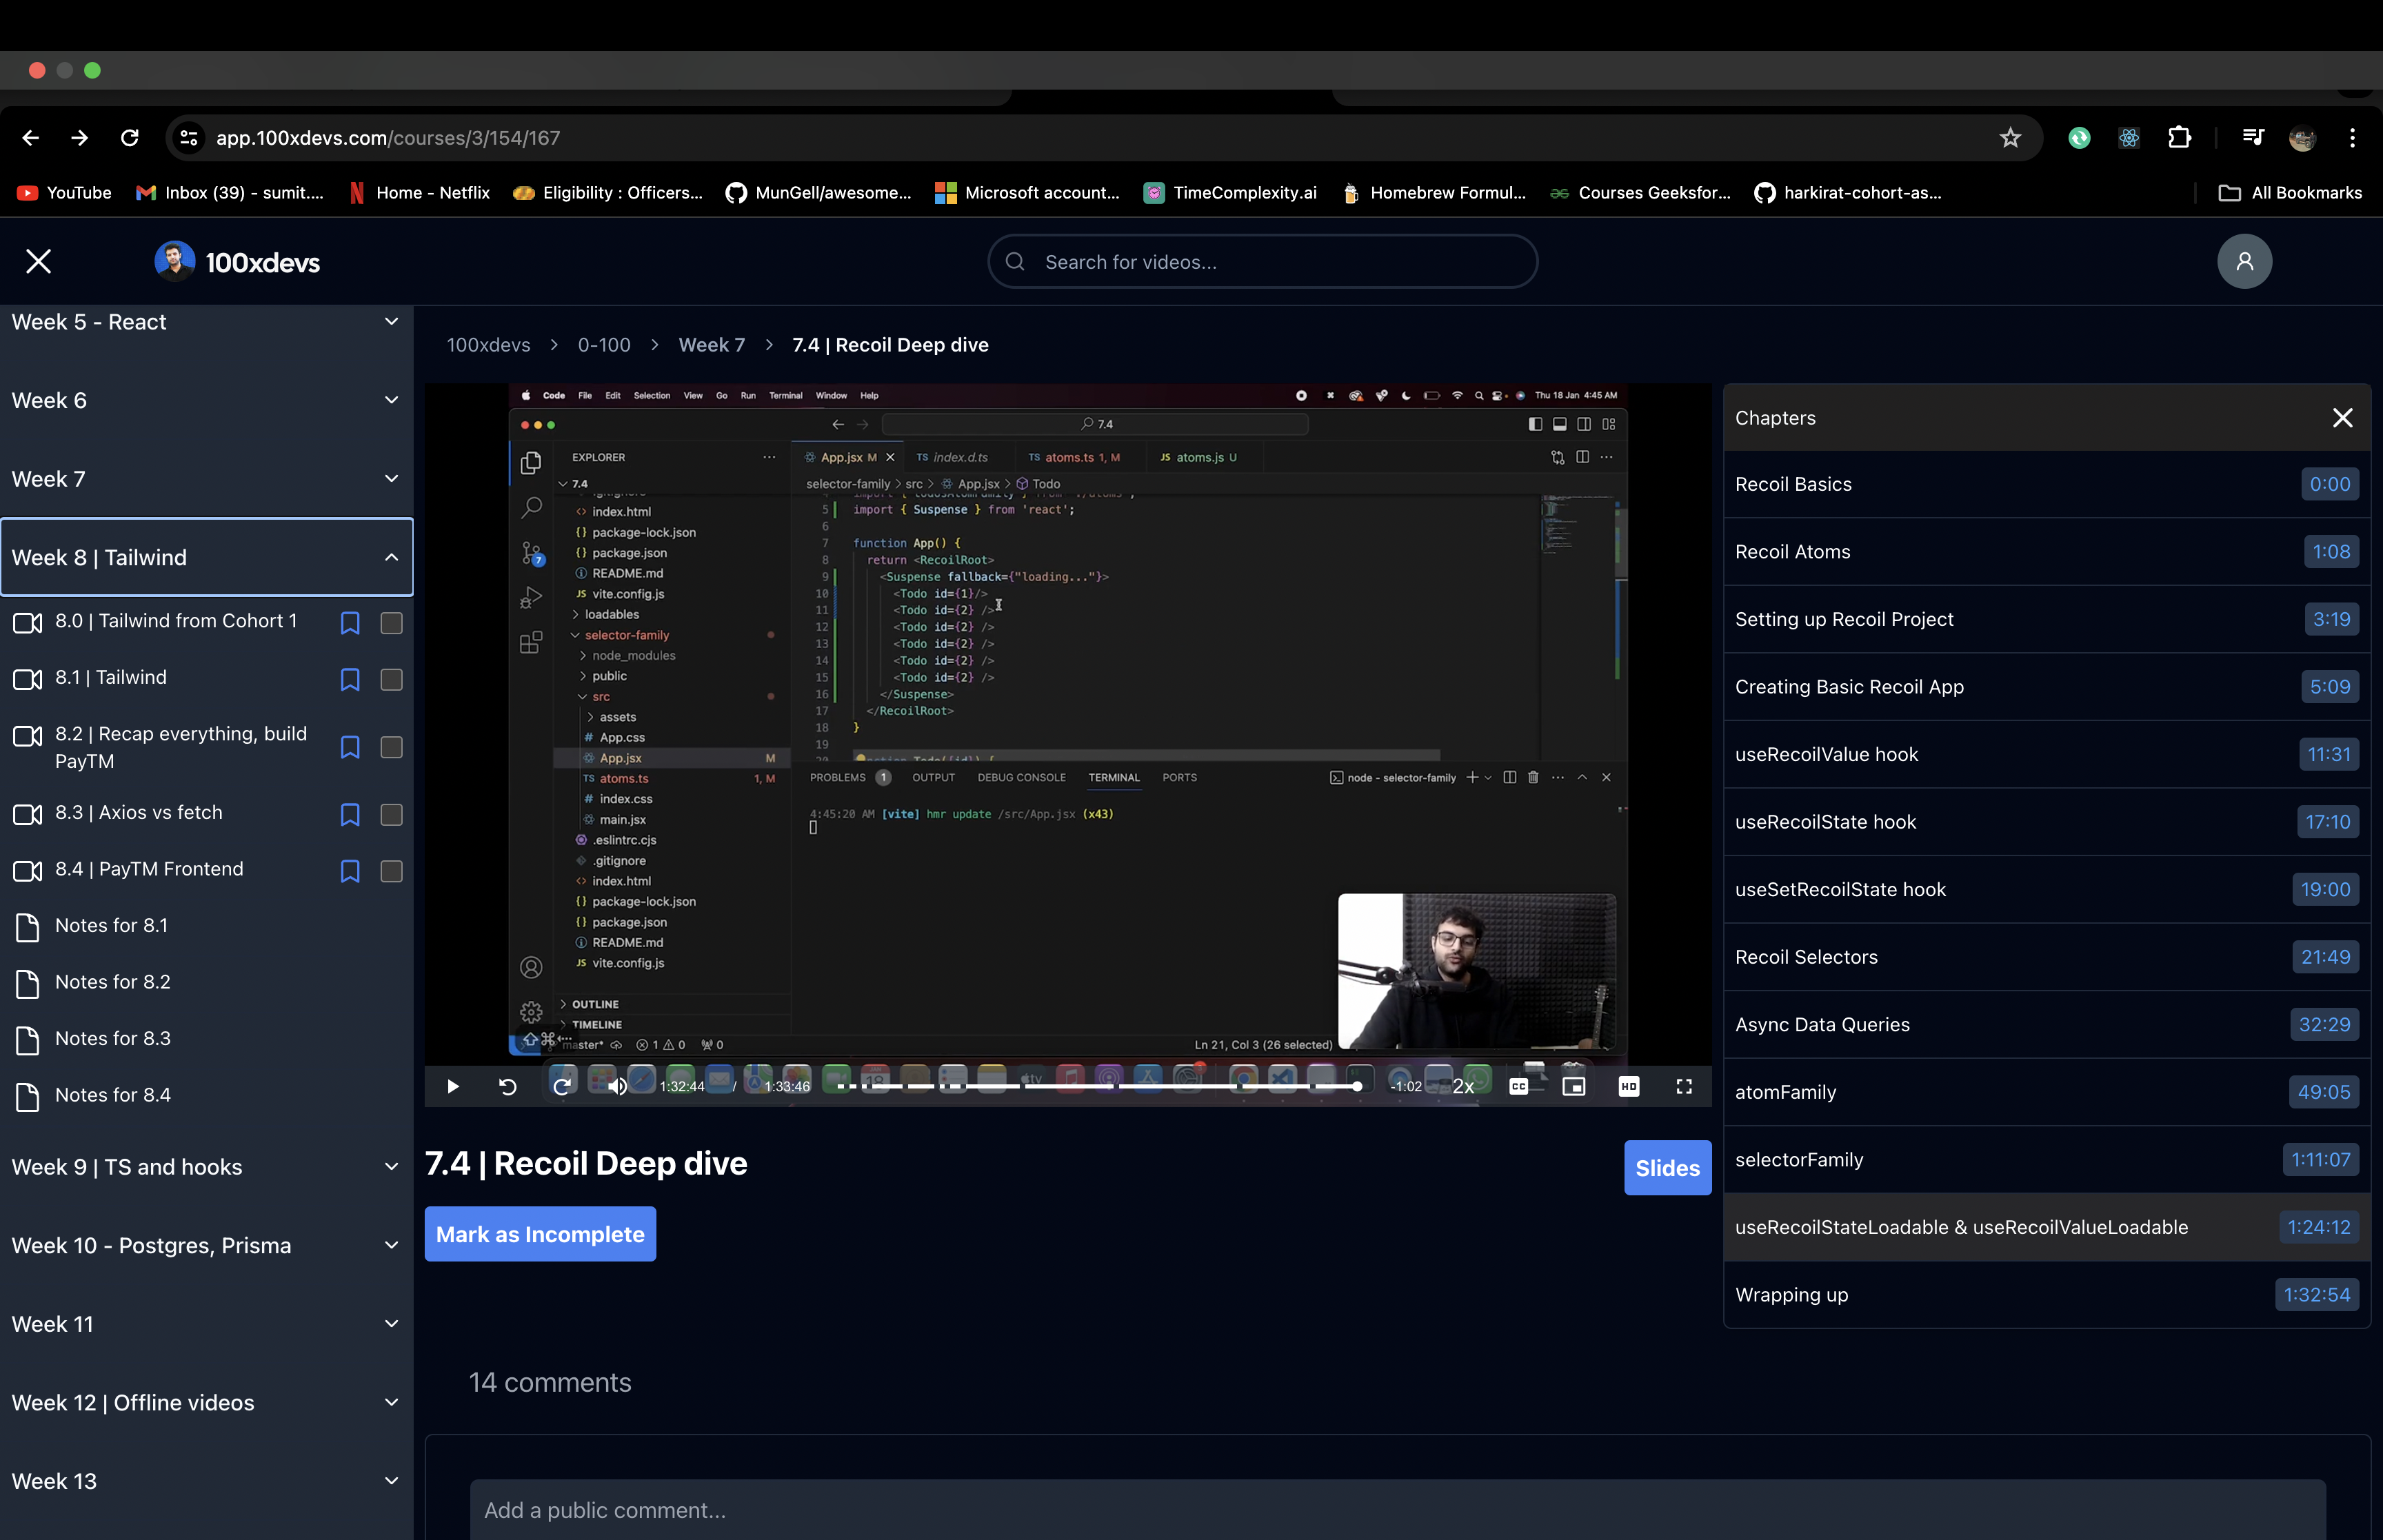 app.100xdevs.com/courses/3/154/167
YouTube
Inbox (39) - sumit....
Home - Netflix
Eligibility : Officers...
MunGell/awesome...
Microsoft account...
TimeComplexity.ai
Homebrew Formul...
Courses Geeksfor...
harkirat-cohort-as...
All Bookmarks
100xdevs
Search for videos...
Week 5 - React
Week 6
Week 7
Week 8 | Tailwind
8.0 | Tailwind from Cohort 1
8.1 | Tailwind
8.2 | Recap everything, build
PayTM
8.3 | Axios vs fetch
8.4 | PayTM Frontend
Notes for 8.1
Notes for 8.2
Notes for 8.3
Notes for 8.4
Week 9 | TS and hooks
Week 10 - Postgres, Prisma
Week 11
Week 12 | Offline videos
Week 13
100xdevs > 0-100 > Week 7 > 7.4 | Recoil Deep dive
Code File Edit Selection View Go Run Terminal Window Help
Thu 18 Jan 4:45 AM
7.4
EXPLORER
7.4
index.html
package-lock.json
package.json
README.md
vite.config.js
loadables
selector-family
node_modules
public
src
assets
App.css
App.jsx M
atoms.ts 1, M
index.css
main.jsx
.eslintrc.cjs
.gitignore
index.html
package-lock.json
package.json
README.md
vite.config.js
OUTLINE
TIMELINE
App.jsx M
TS index.d.ts
TS atoms.ts 1, M
JS atoms.js U
selector-family > src > App.jsx > Todo
5 import { Suspense } from 'react';
6
7 function App() {
8 return <RecoilRoot>
9 <Suspense fallback={"loading..."}>
10 <Todo id={1}/>
11 <Todo id={2} />
12 <Todo id={2} />
13 <Todo id={2} />
14 <Todo id={2} />
15 <Todo id={2} />
16 </Suspense>
17 </RecoilRoot>
18 }
19
PROBLEMS 1 OUTPUT DEBUG CONSOLE TERMINAL PORTS
node - selector-family
4:45:20 AM [vite] hmr update /src/App.jsx (x43)
master* 1 0 0
Ln 21, Col 3 (26 selected)
1:32:44 / 1:33:46
-1:02
2x
CC
HD
7.4 | Recoil Deep dive
Slides
Mark as Incomplete
14 comments
Add a public comment...
Chapters
Recoil Basics 0:00
Recoil Atoms 1:08
Setting up Recoil Project 3:19
Creating Basic Recoil App 5:09
useRecoilValue hook 11:31
useRecoilState hook 17:10
useSetRecoilState hook 19:00
Recoil Selectors 21:49
Async Data Queries 32:29
atomFamily 49:05
selectorFamily 1:11:07
useRecoilStateLoadable & useRecoilValueLoadable 1:24:12
Wrapping up 1:32:54